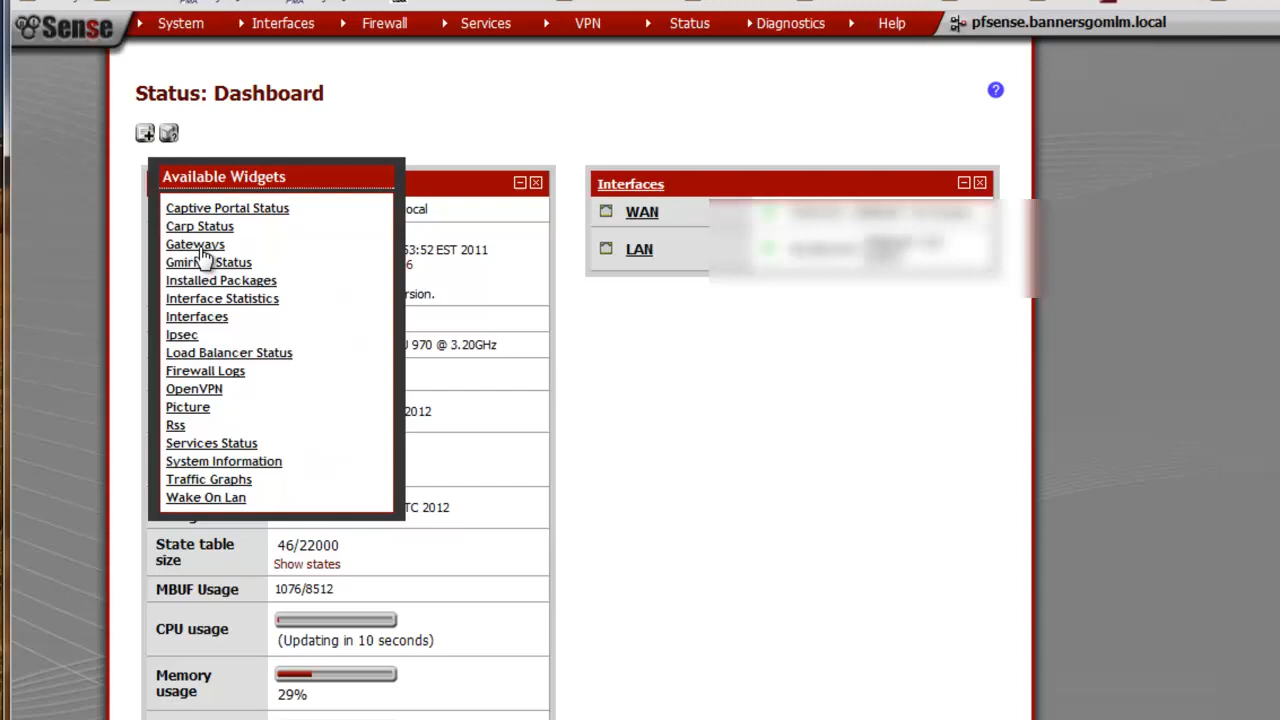 Sense
System
Interfaces
Firewall
Services
VPN
Status
Diagnostics
Help
pfsense.bannersgomlm.local
Status: Dashboard
?
Available Widgets
Captive Portal Status
Carp Status
Gateways
Status
Installed Packages
Interface Statistics
Interfaces
Ipsec
Load Balancer Status
Firewall Logs
OpenVPN
Picture
Rss
Services Status
System Information
Traffic Graphs
Wake On Lan
ocal
53:52 EST 2011
6
rsion.
J 970 @ 3.20GHz
2012
TC 2012
State table
size
46/22000
Show states
MBUF Usage
1076/8512
CPU usage
(Updating in 10 seconds)
Memory
usage
29%
Interfaces
WAN
LAN